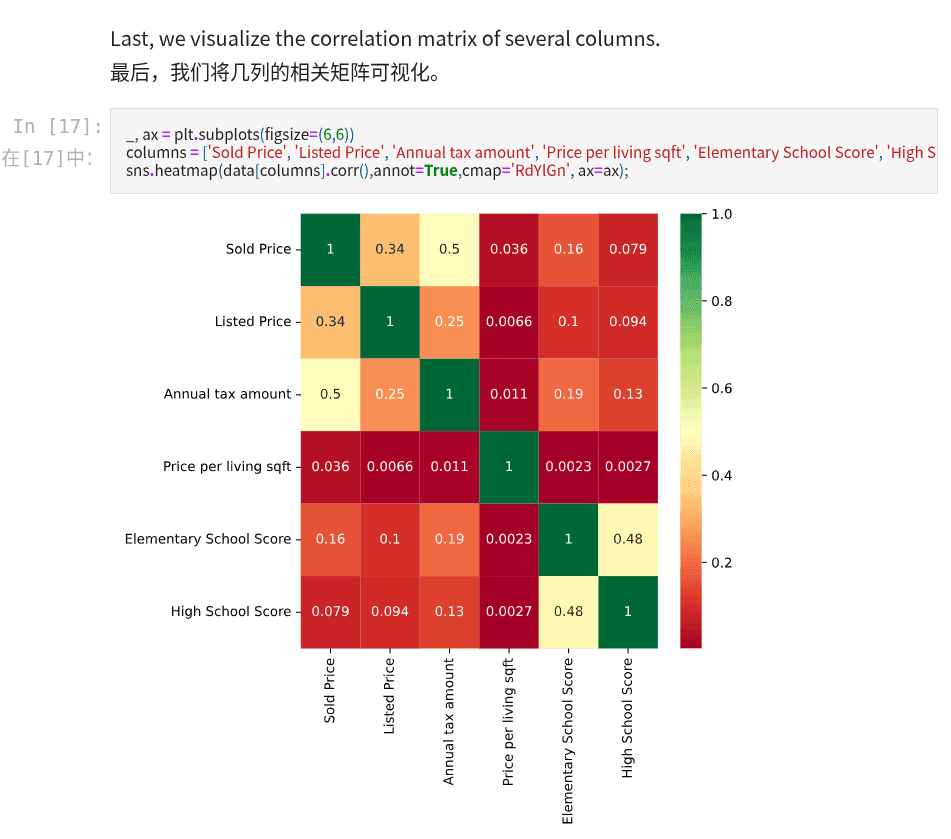 Last, we visualize the correlation matrix of several columns.
最后，我们将几列的相关矩阵可视化。
In [17]:
在[17]中：
_, ax = plt.subplots(figsize=(6,6))
columns = ['Sold Price', 'Listed Price', 'Annual tax amount', 'Price per living sqft', 'Elementary School Score', 'High S
sns.heatmap(data[columns].corr(),annot=True,cmap='RdYlGn', ax=ax);
Sold Price 1 0.34 0.5 0.036 0.16 0.079
Listed Price 0.34 1 0.25 0.0066 0.1 0.094
Annual tax amount 0.5 0.25 1 0.011 0.19 0.13
Price per living sqft 0.036 0.0066 0.011 1 0.0023 0.0027
Elementary School Score 0.16 0.1 0.19 0.0023 1 0.48
High School Score 0.079 0.094 0.13 0.0027 0.48 1
Sold Price
Listed Price
Annual tax amount
Price per living sqft
Elementary School Score
High School Score
1.0
0.8
0.6
0.4
0.2